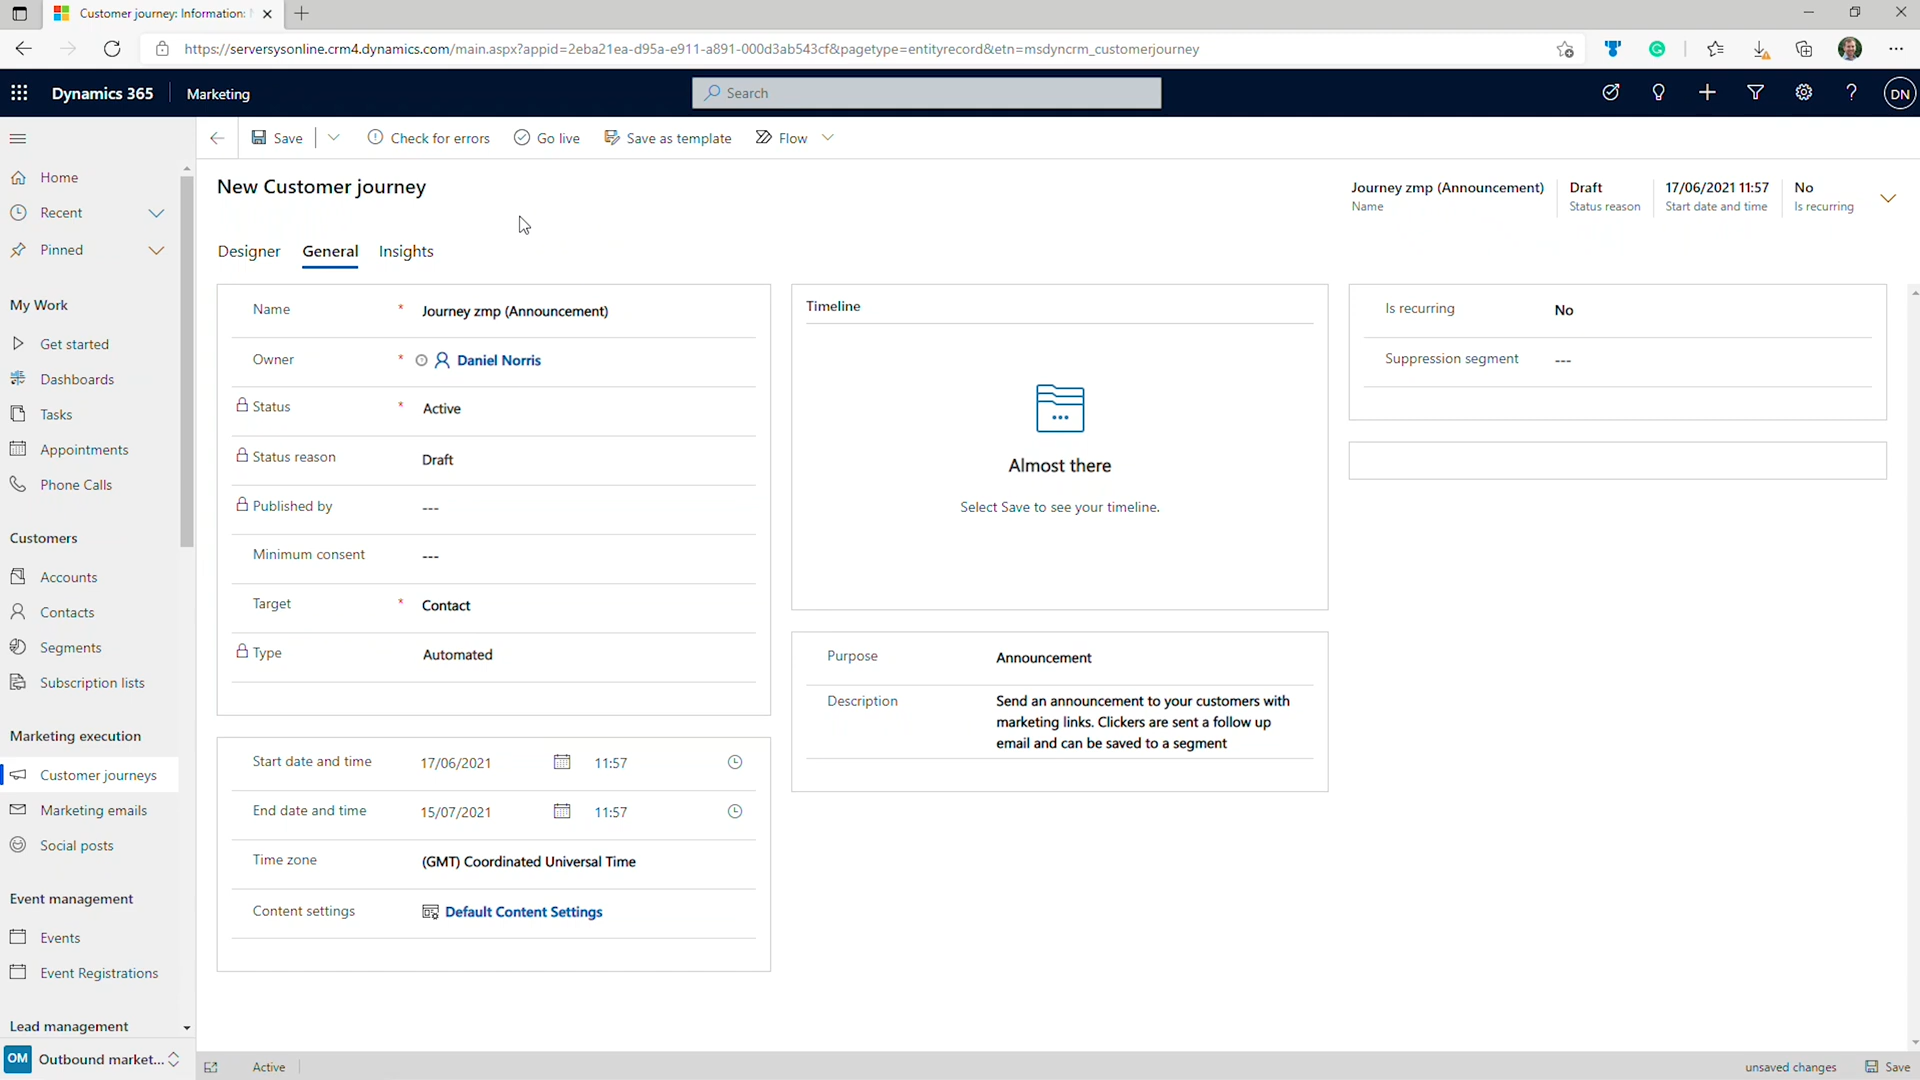 Customer journey: Information:
https://serversysonline.crm4.dynamics.com/main.aspx?appid=2eba21ea-d95a-e911-a891-000d3ab543cf&pagetype=entityrecord&etn=msdyncrm_customerjourney
Dynamics 365
Marketing
Search
DN
Save
Check for errors
Go live
Save as template
Flow
Home
Recent
Pinned
My Work
Get started
Dashboards
Tasks
Appointments
Phone Calls
Customers
Accounts
Contacts
Segments
Subscription lists
Marketing execution
Customer journeys
Marketing emails
Social posts
Event management
Events
Event Registrations
Lead management
OM Outbound market...
New Customer journey
Journey zmp (Announcement)
Name
Draft
Status reason
17/06/2021 11:57
Start date and time
No
Is recurring
Designer
General
Insights
Name * Journey zmp (Announcement)
Owner * Daniel Norris
Status * Active
Status reason Draft
Published by ---
Minimum consent ---
Target * Contact
Type Automated
Start date and time 17/06/2021 11:57
End date and time 15/07/2021 11:57
Time zone (GMT) Coordinated Universal Time
Content settings Default Content Settings
Timeline
Almost there
Select Save to see your timeline.
Purpose Announcement
Description Send an announcement to your customers with
marketing links. Clickers are sent a follow up
email and can be saved to a segment
Is recurring No
Suppression segment ---
Active
unsaved changes
Save